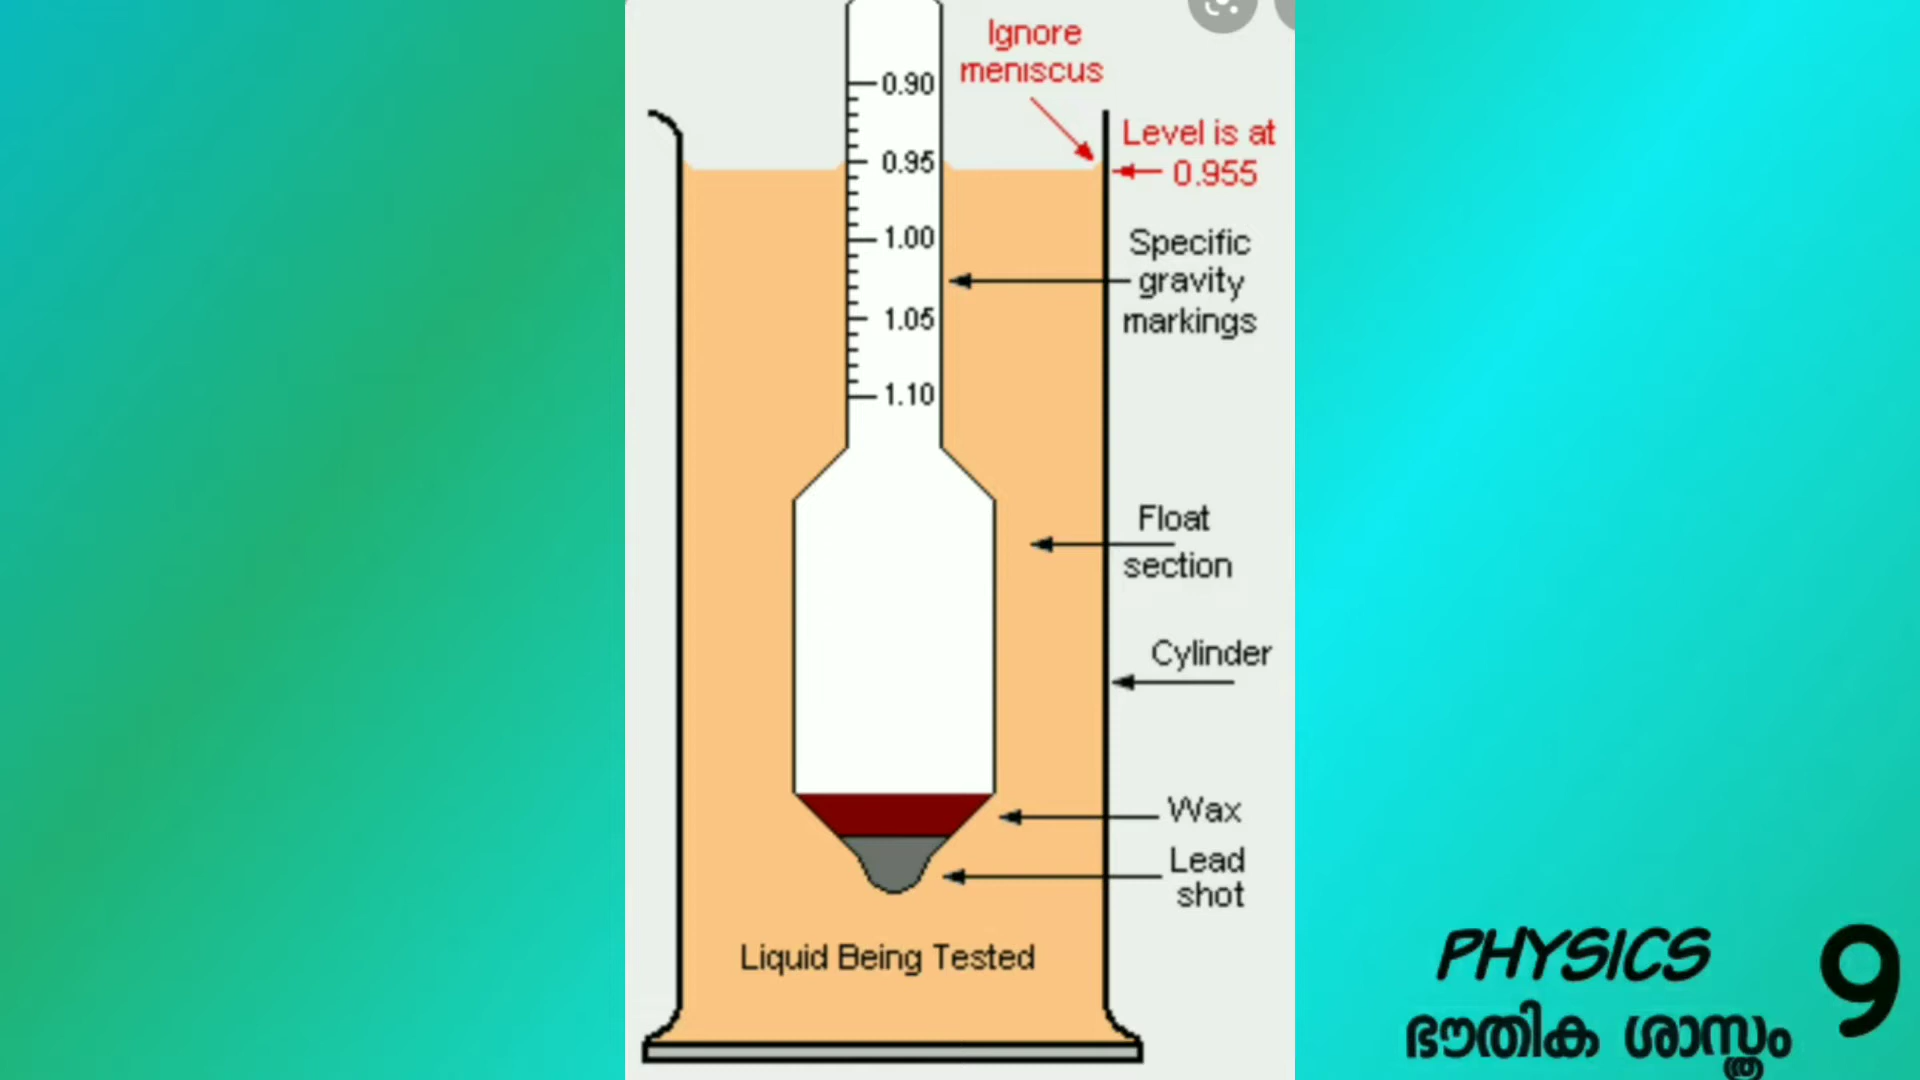 Ignore
meniscus
0.90
Level is at
0.955
0.95
1.00
Specific
gravity
markings
1.05
1.10
Float
section
Cylinder
Wax
Lead
shot
Liquid Being Tested
PHYSICS 9
ഭൗതിക ശാസ്ത്രം